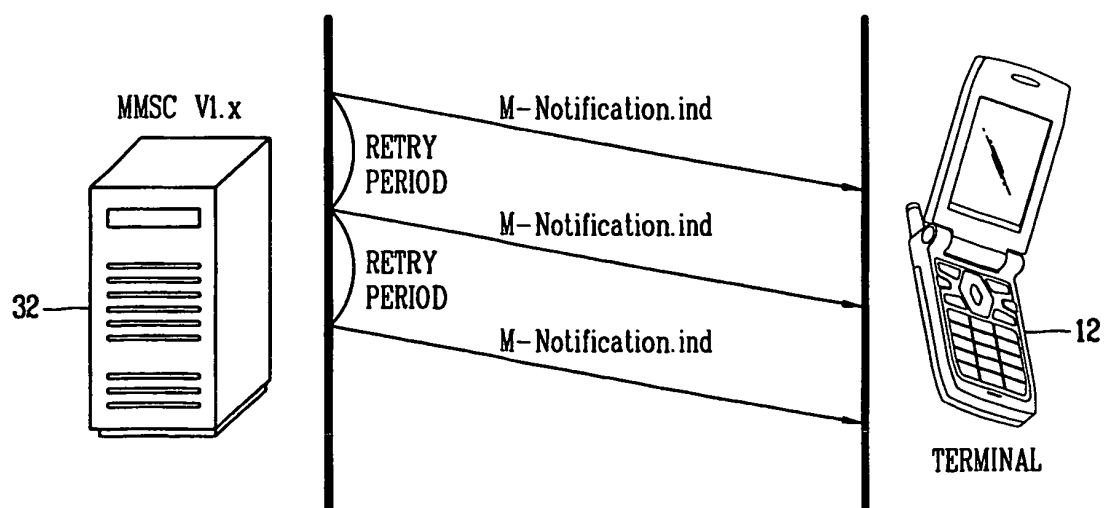 MMSC V1.x
M-Notification.ind
RETRY
PERIOD
M-Notification.ind
RETRY
PERIOD
32
M-Notification.ind
12
TERMINAL